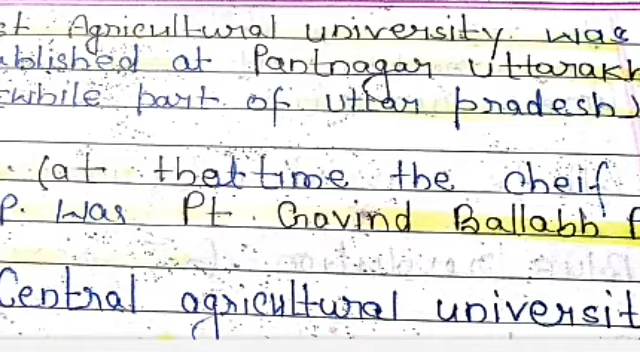 st Agricultural university was
ablished at Pantnagar Uttarakh
ewhile part of uttar pradesh)
. (at that time the cheif
P. was Pt. Govind Ballabh P
Central agricultural universit